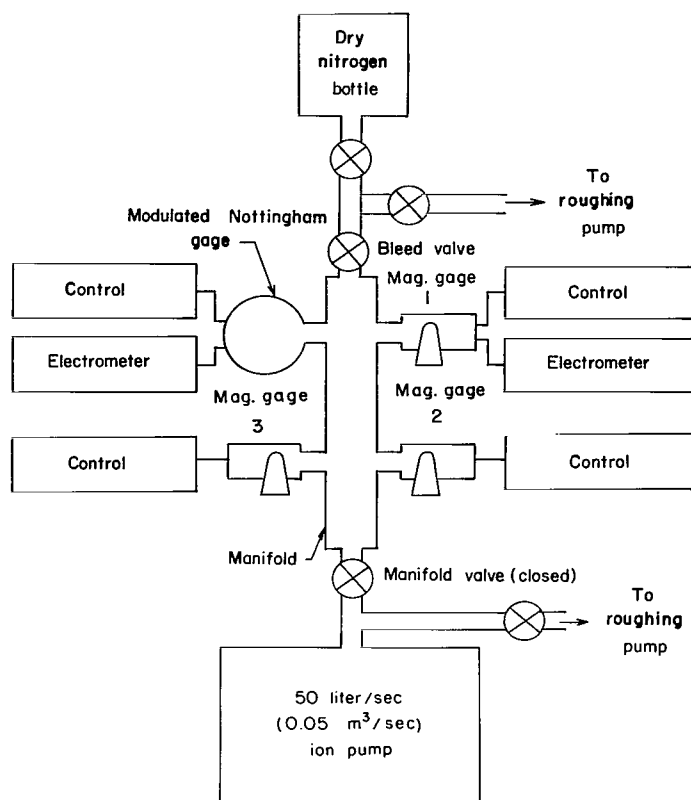 Dry
nitrogen
bottle
To
roughing
pump
Modulated Nottingham
gage
Bleed valve
Mag. gage
1
Control
Control
Electrometer
Electrometer
Mag. gage
3
Mag. gage
2
Control
Control
Manifold
Manifold valve (closed)
To
roughing
pump
50 liter/sec
(0.05 m³/sec)
ion pump